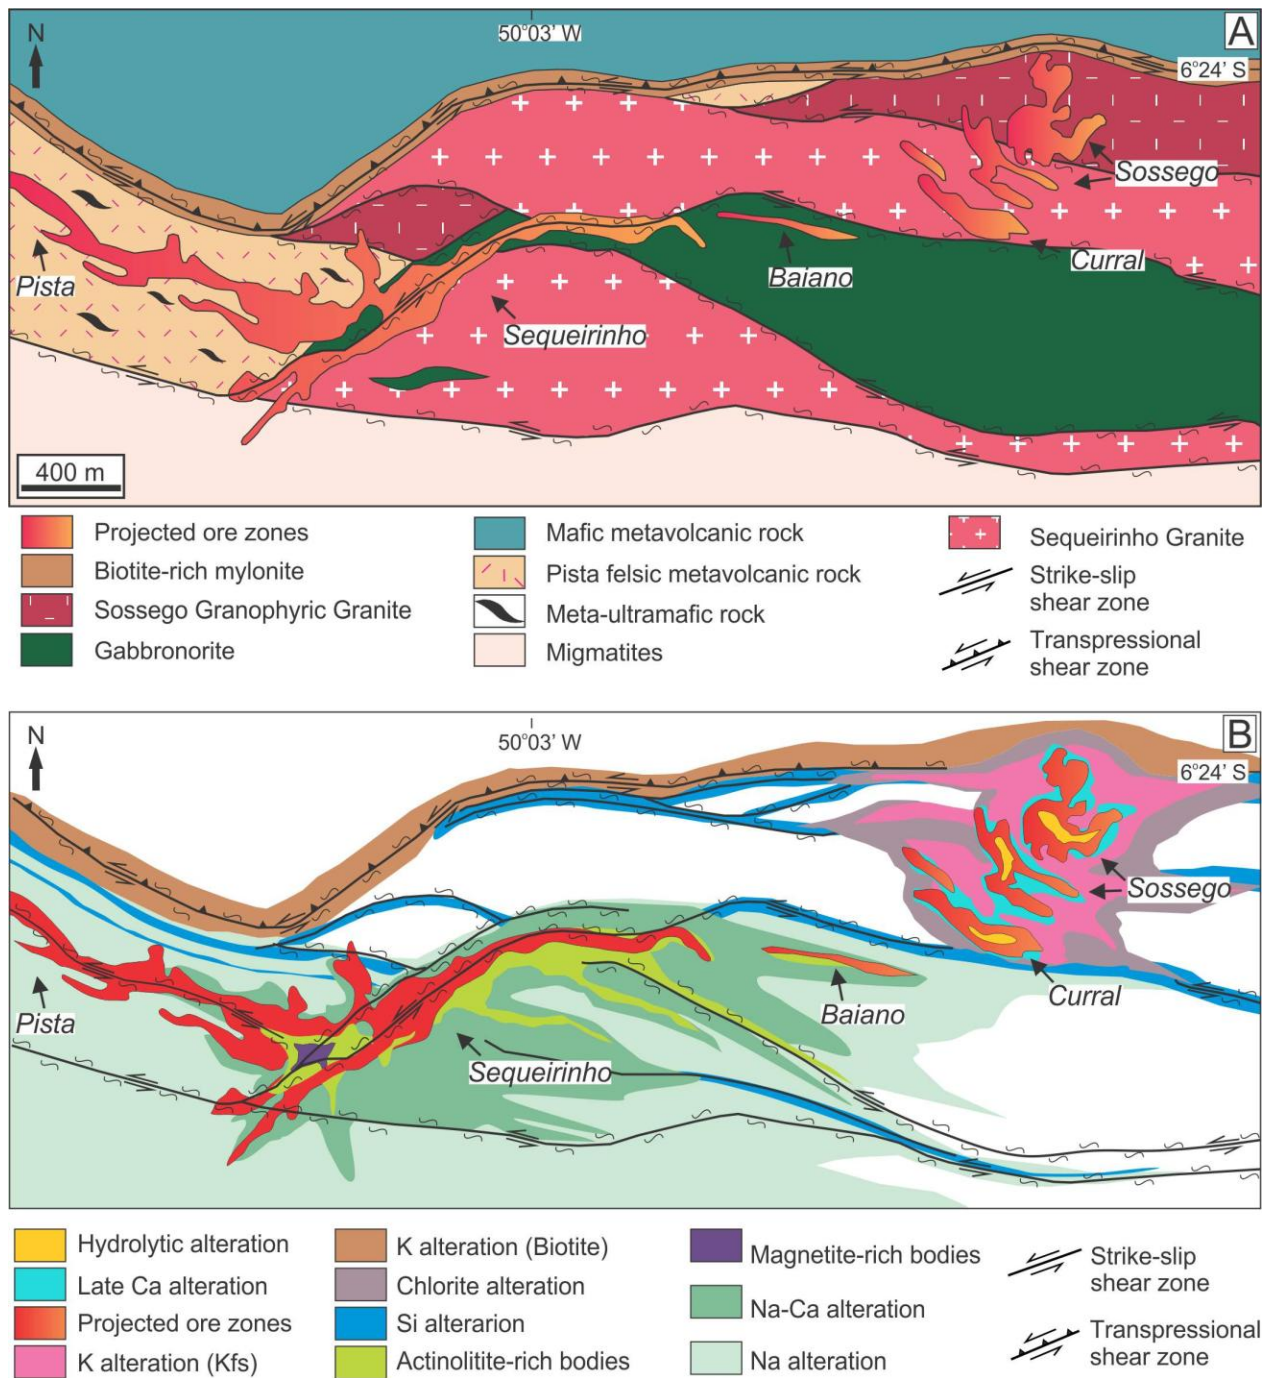 N
50°03' W
A
6°24' S
Sossego
Curral
Baiano
Pista
Sequeirinho
400 m
Projected ore zones
Biotite-rich mylonite
Sossego Granophyric Granite
Gabbronorite
Mafic metavolcanic rock
Pista felsic metavolcanic rock
Meta-ultramafic rock
Migmatites
Sequeirinho Granite
Strike-slip
shear zone
Transpressional
shear zone
N
50°03' W
B
6°24' S
Sossego
Curral
Baiano
Pista
Sequeirinho
Hydrolytic alteration
Late Ca alteration
Projected ore zones
K alteration (Kfs)
K alteration (Biotite)
Chlorite alteration
Si alterarion
Actinolitite-rich bodies
Magnetite-rich bodies
Na-Ca alteration
Na alteration
Strike-slip
shear zone
Transpressional
shear zone